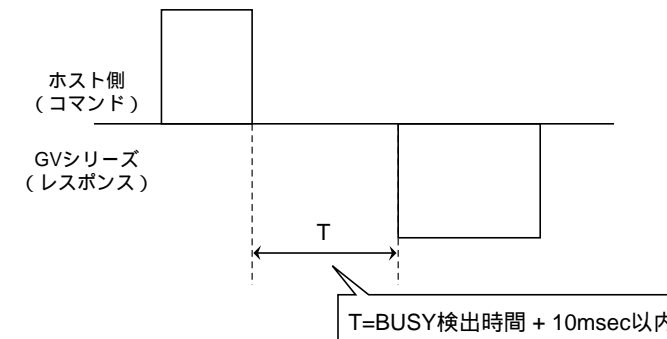 ホスト側
（コマンド）
GVシリーズ
（レスポンス）
T
T=BUSY検出時間 + 10msec以内